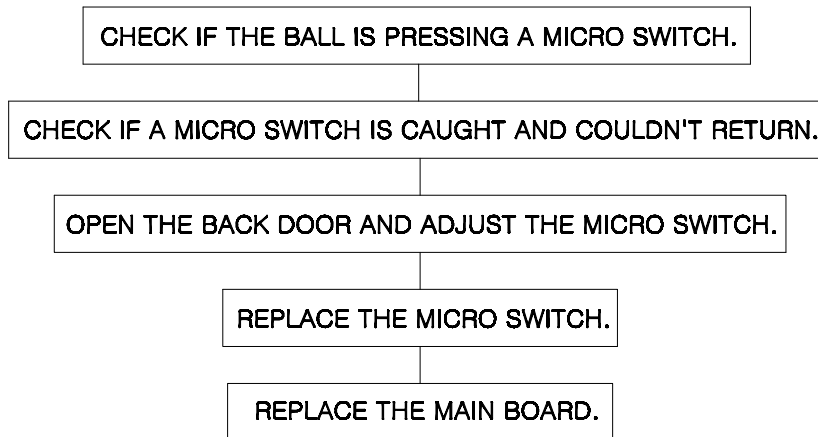 CHECK IF THE BALL IS PRESSING A MICRO SWITCH.
CHECK IF A MICRO SWITCH IS CAUGHT AND COULDN'T RETURN.
OPEN THE BACK DOOR AND ADJUST THE MICRO SWITCH.
REPLACE THE MICRO SWITCH.
REPLACE THE MAIN BOARD.